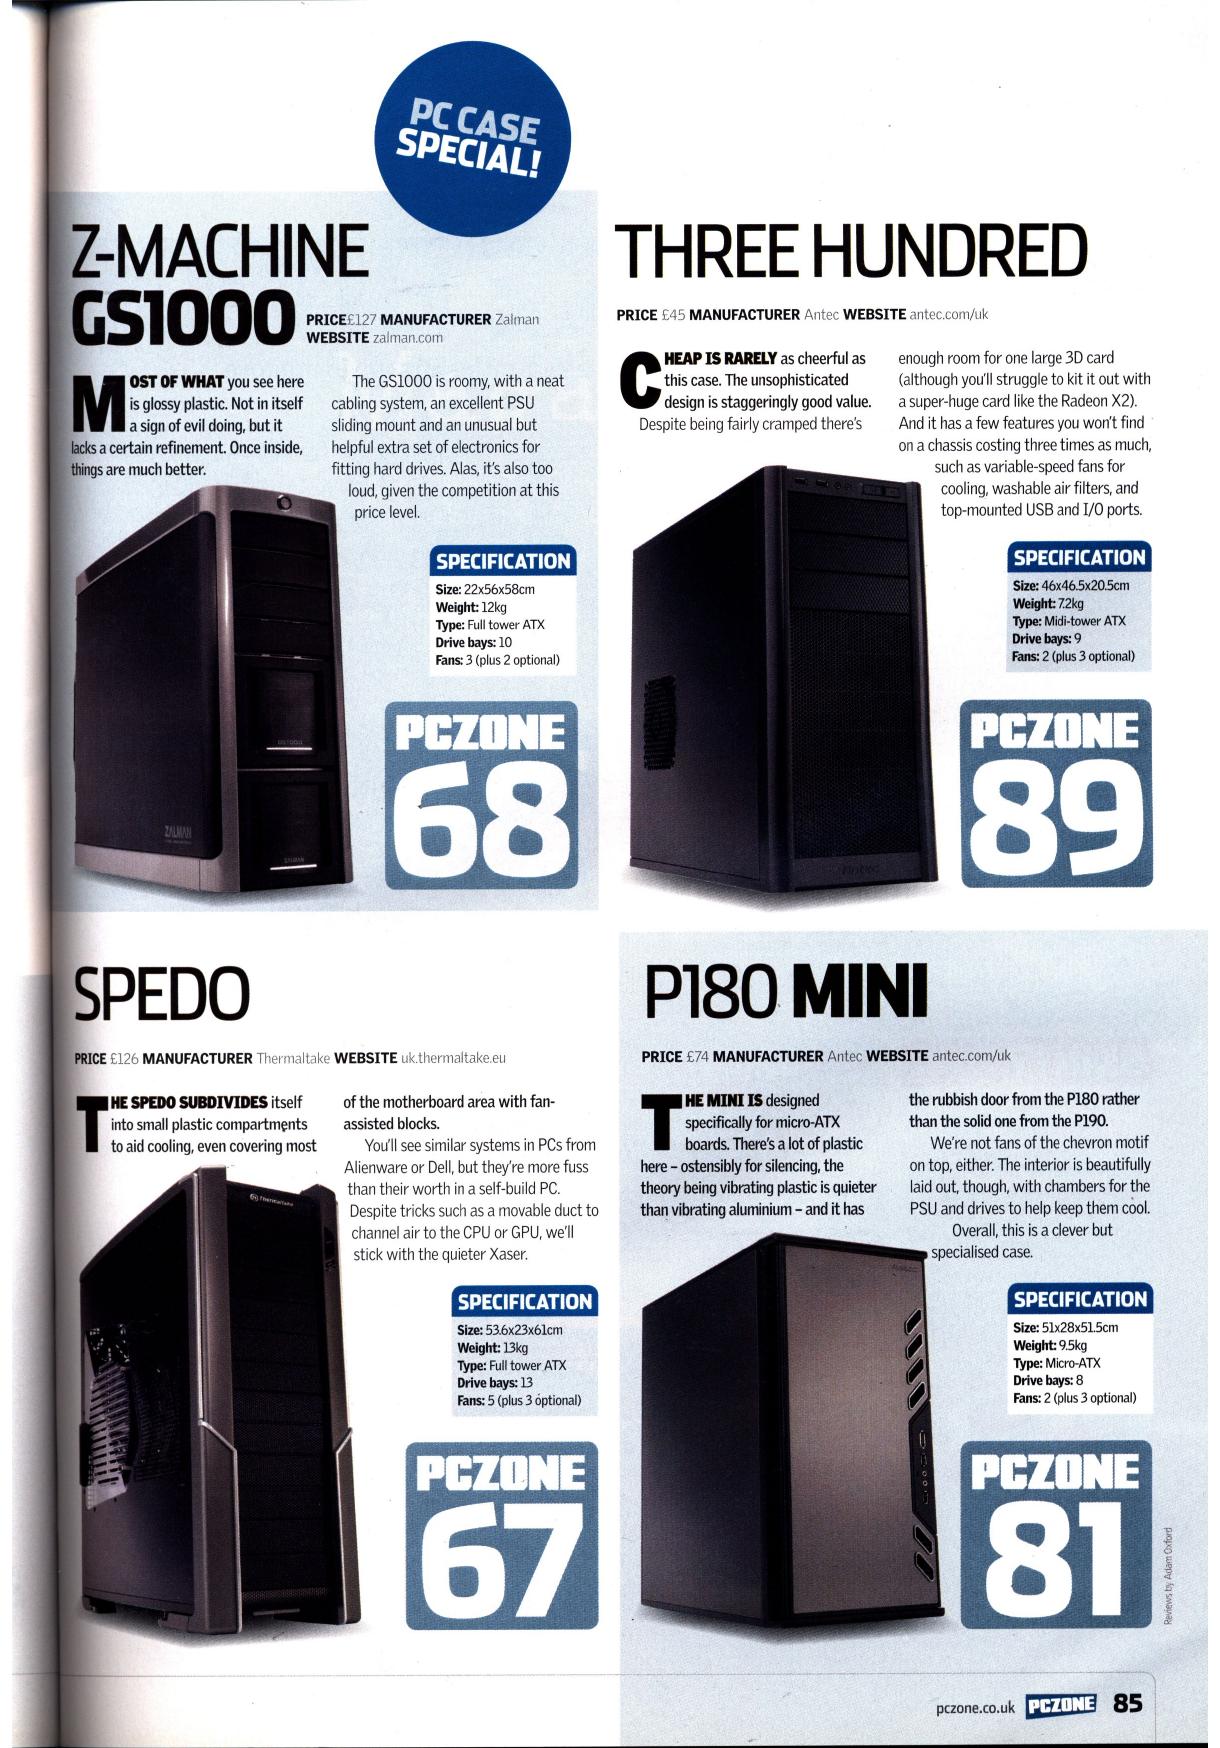 PC CASE
SPECIAL!
Z-MACHINE
GS1000
PRICE£127 MANUFACTURER Zalman
WEBSITE zalman.com
MOST OF WHAT you see here
is glossy plastic. Not in itself
a sign of evil doing, but it
lacks a certain refinement. Once inside,
things are much better.
The GS1000 is roomy, with a neat
cabling system, an excellent PSU
sliding mount and an unusual but
helpful extra set of electronics for
fitting hard drives. Alas, it's also too
loud, given the competition at this
price level.
SPECIFICATION
Size: 22x56x58cm
Weight: 12kg
Type: Full tower ATX
Drive bays: 10
Fans: 3 (plus 2 optional)
ZALMAN
ZALMAN
PCZONE
68
THREE HUNDRED
PRICE £45 MANUFACTURER Antec WEBSITE antec.com/uk
CHEAP IS RARELY as cheerful as
this case. The unsophisticated
design is staggeringly good value.
Despite being fairly cramped there's
enough room for one large 3D card
(although you'll struggle to kit it out with
a super-huge card like the Radeon X2).
And it has a few features you won't find
on a chassis costing three times as much,
such as variable-speed fans for
cooling, washable air filters, and
top-mounted USB and I/O ports.
SPECIFICATION
Size: 46x46.5x20.5cm
Weight: 7.2kg
Type: Midi-tower ATX
Drive bays: 9
Fans: 2 (plus 3 optional)
PCZONE
89
SPEDO
PRICE £126 MANUFACTURER Thermaltake WEBSITE uk.thermaltake.eu
THE SPEDO SUBDIVIDES itself
into small plastic compartments
to aid cooling, even covering most
of the motherboard area with fan-
assisted blocks.
You'll see similar systems in PCs from
Alienware or Dell, but they're more fuss
than their worth in a self-build PC.
Despite tricks such as a movable duct to
channel air to the CPU or GPU, we'll
stick with the quieter Xaser.
Thermaltake
SPECIFICATION
Size: 53.6x23x61cm
Weight: 13kg
Type: Full tower ATX
Drive bays: 13
Fans: 5 (plus 3 optional)
PCZONE
67
P180 MINI
PRICE £74 MANUFACTURER Antec WEBSITE antec.com/uk
THE MINI IS designed
specifically for micro-ATX
boards. There's a lot of plastic
here – ostensibly for silencing, the
theory being vibrating plastic is quieter
than vibrating aluminium – and it has
the rubbish door from the P180 rather
than the solid one from the P190.
We're not fans of the chevron motif
on top, either. The interior is beautifully
laid out, though, with chambers for the
PSU and drives to help keep them cool.
Overall, this is a clever but
specialised case.
SPECIFICATION
Size: 51x28x51.5cm
Weight: 9.5kg
Type: Micro-ATX
Drive bays: 8
Fans: 2 (plus 3 optional)
PCZONE
81
Reviews by Adam Oxford
pczone.co.uk PCZONE 85